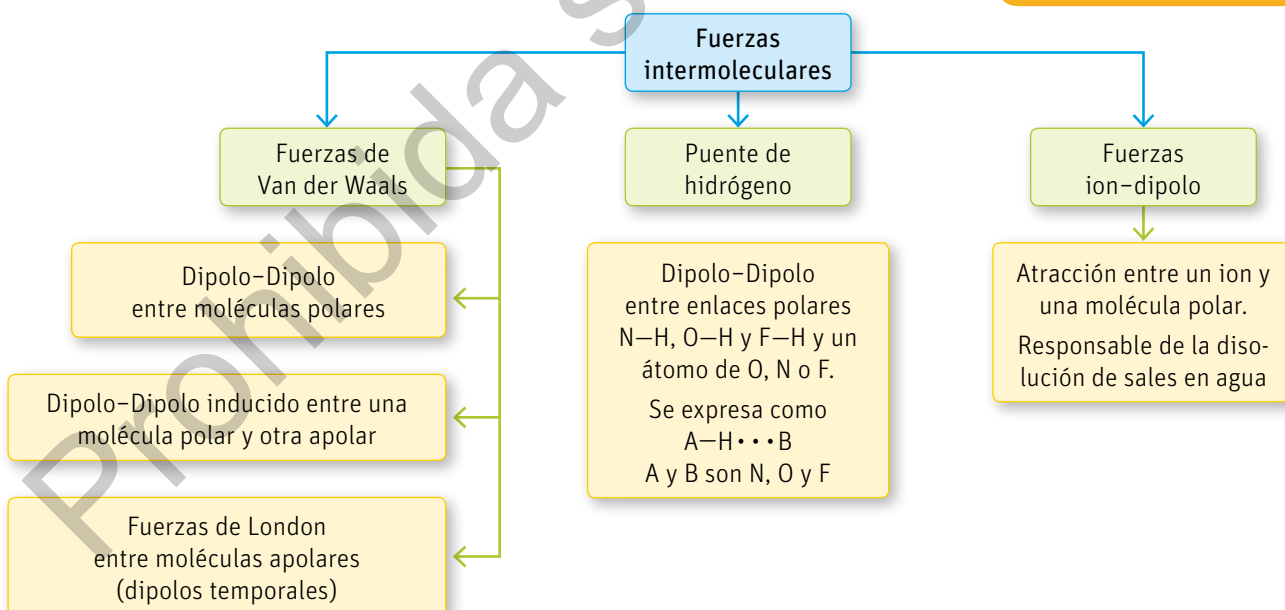 Fuerzas
intermoleculares
Fuerzas de
Van der Waals
Puente de
hidrógeno
Fuerzas
ion–dipolo
Dipolo–Dipolo
entre moléculas polares
Dipolo–Dipolo inducido entre una
molécula polar y otra apolar
Fuerzas de London
entre moléculas apolares
(dipolos temporales)
Dipolo–Dipolo
entre enlaces polares
N—H, O—H y F—H y un
átomo de O, N o F.
Se expresa como
A—H•••B
A y B son N, O y F
Atracción entre un ion y
una molécula polar.
Responsable de la diso-
lución de sales en agua
Prohibida s